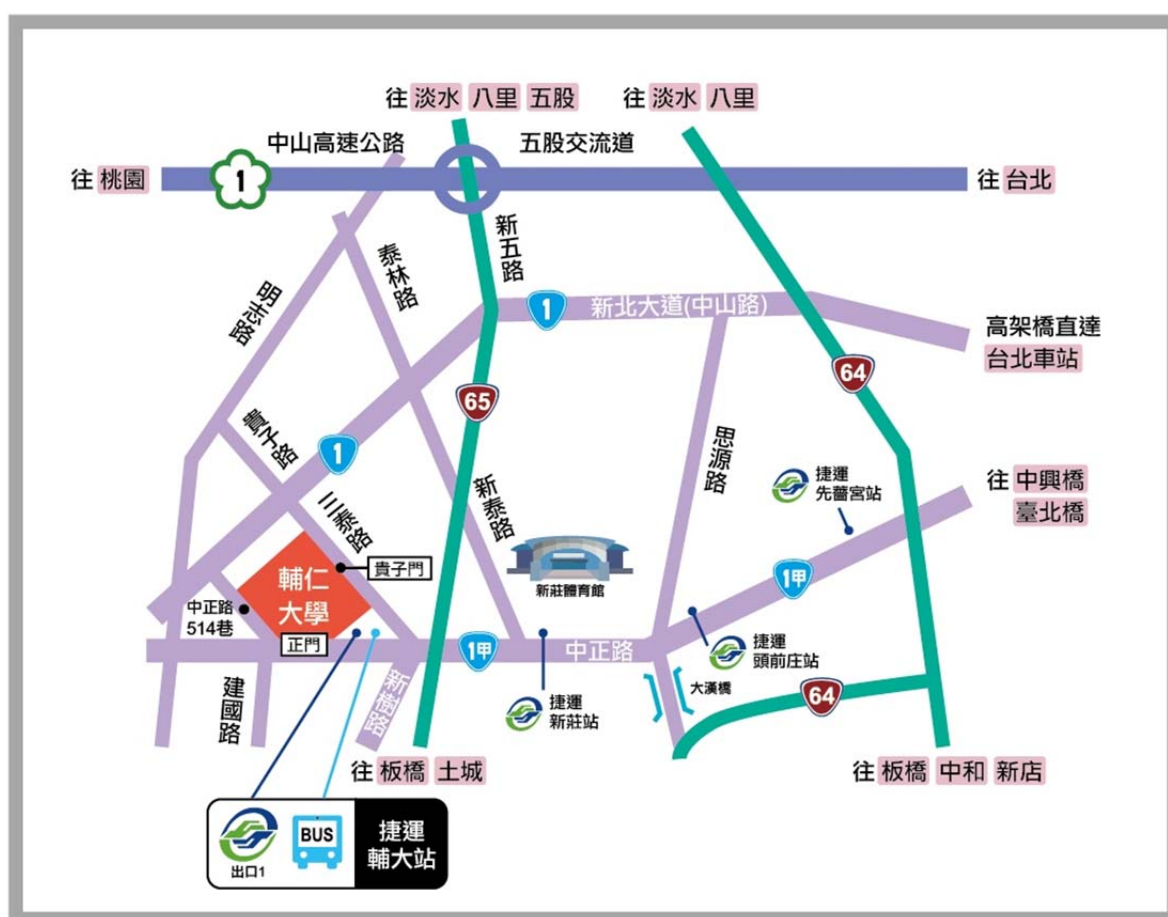 往 淡水 八里 五股
往 淡水 八里
中山高速公路
五股交流道
往 桃園
1
往 台北
新五路
泰林路
明志路
1
新北大道(中山路)
高架橋直達
台北車站
64
65
貴子路
1
思源路
捷運
先嗇宮站
往 中興橋
臺北橋
三泰路
新泰路
輔仁
大學
貴子門
新莊體育館
1甲
中正路
514巷
正門
1甲
中正路
捷運
頭前庄站
建國路
新樹路
捷運
新莊站
大漢橋
64
往 板橋 土城
往 板橋 中和 新店
BUS
出口1
捷運
輔大站